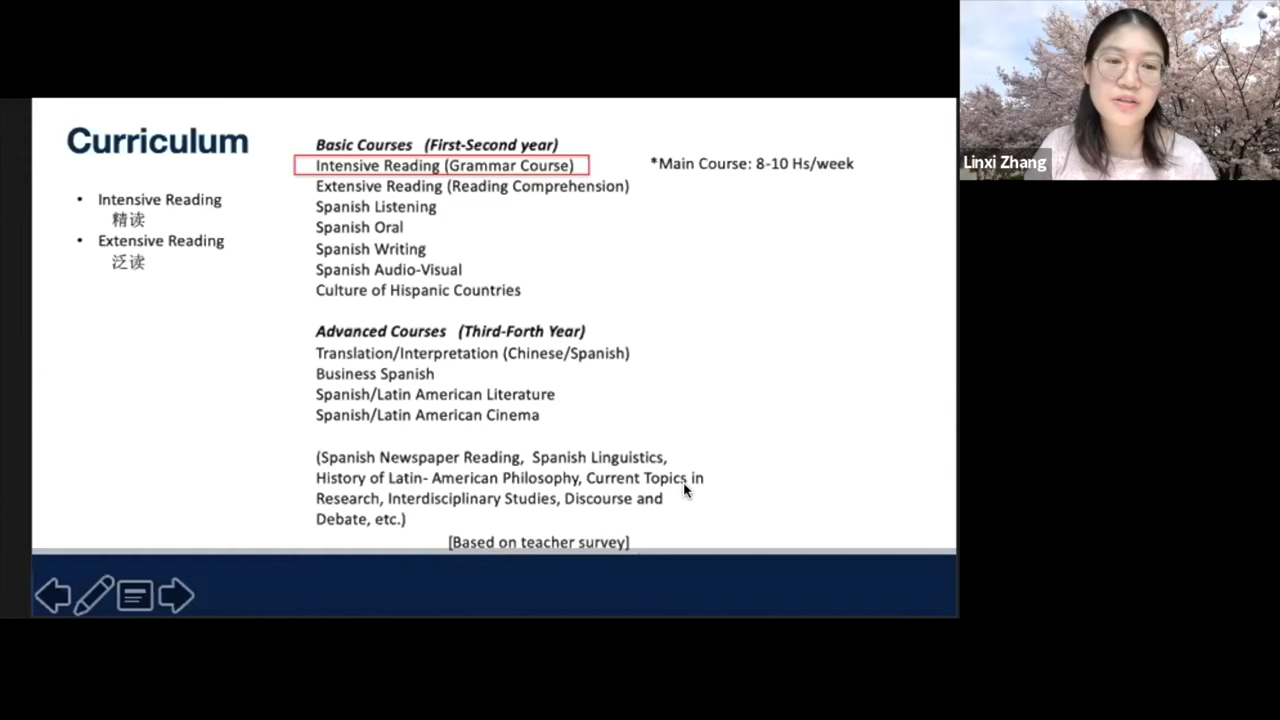 Curriculum
• Intensive Reading
精读
• Extensive Reading
泛读
Basic Courses (First-Second year)
Intensive Reading (Grammar Course)
*Main Course: 8-10 Hs/week
Extensive Reading (Reading Comprehension)
Spanish Listening
Spanish Oral
Spanish Writing
Spanish Audio-Visual
Culture of Hispanic Countries
Advanced Courses (Third-Forth Year)
Translation/Interpretation (Chinese/Spanish)
Business Spanish
Spanish/Latin American Literature
Spanish/Latin American Cinema
(Spanish Newspaper Reading, Spanish Linguistics,
History of Latin- American Philosophy, Current Topics in
Research, Interdisciplinary Studies, Discourse and
Debate, etc.)
[Based on teacher survey]
Linxi Zhang